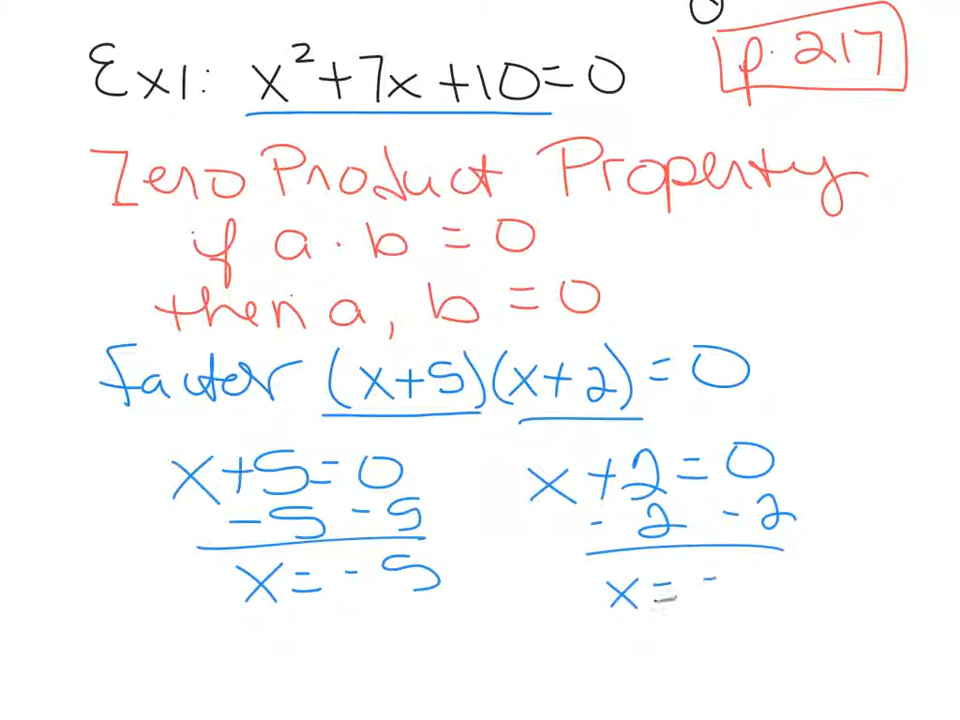 p. 217
Ex1: x²+7x+10=0
Zero Product Property
if a · b = 0
then a, b = 0
Factor (x+5)(x+2) = 0
x+5=0 x+2=0
-5 -5 - 2 - 2
x = - 5 x = -